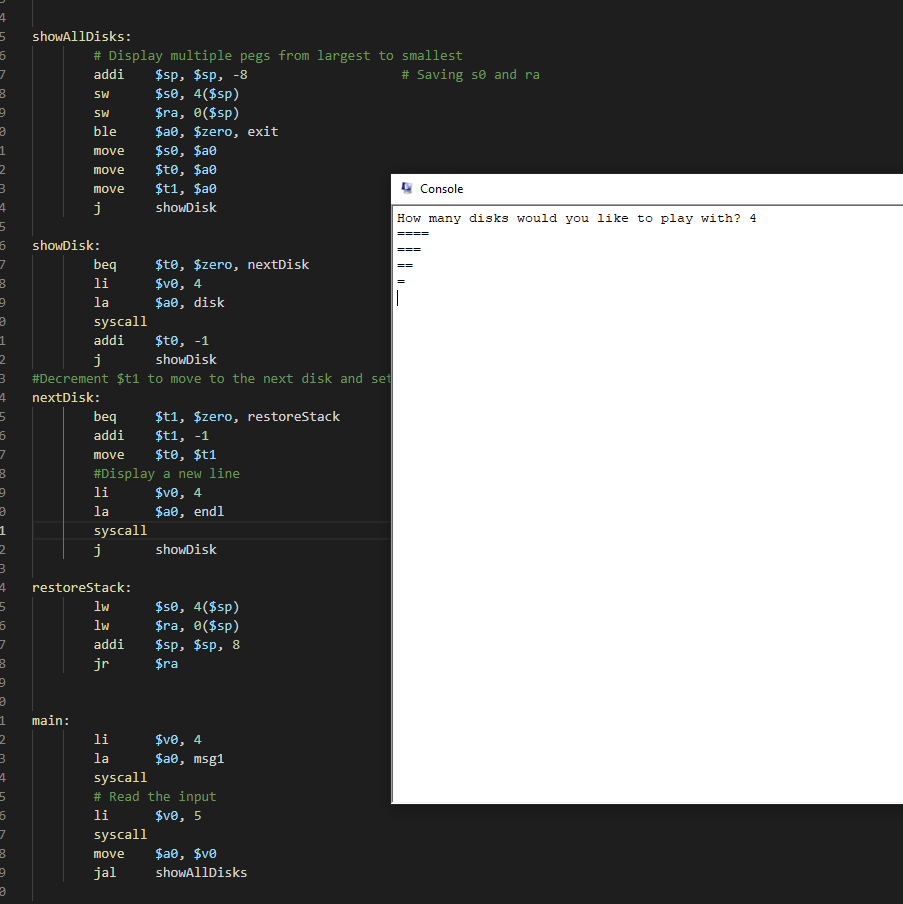 showAllDisks:
# Display multiple pegs from largest to smallest
addi $sp, $sp, -8 # Saving s0 and ra
sw $s0, 4($sp)
sw $ra, 0($sp)
ble $a0, $zero, exit
move $s0, $a0
move $t0, $a0
move $t1, $a0
j showDisk
showDisk:
beq $t0, $zero, nextDisk
li $v0, 4
la $a0, disk
syscall
addi $t0, -1
j showDisk
#Decrement $t1 to move to the next disk and set
nextDisk:
beq $t1, $zero, restoreStack
addi $t1, -1
move $t0, $t1
#Display a new line
li $v0, 4
la $a0, endl
syscall
j showDisk
restoreStack:
lw $s0, 4($sp)
lw $ra, 0($sp)
addi $sp, $sp, 8
jr $ra
main:
li $v0, 4
la $a0, msg1
syscall
# Read the input
li $v0, 5
syscall
move $a0, $v0
jal showAllDisks
Console
How many disks would you like to play with? 4
====
===
==
=